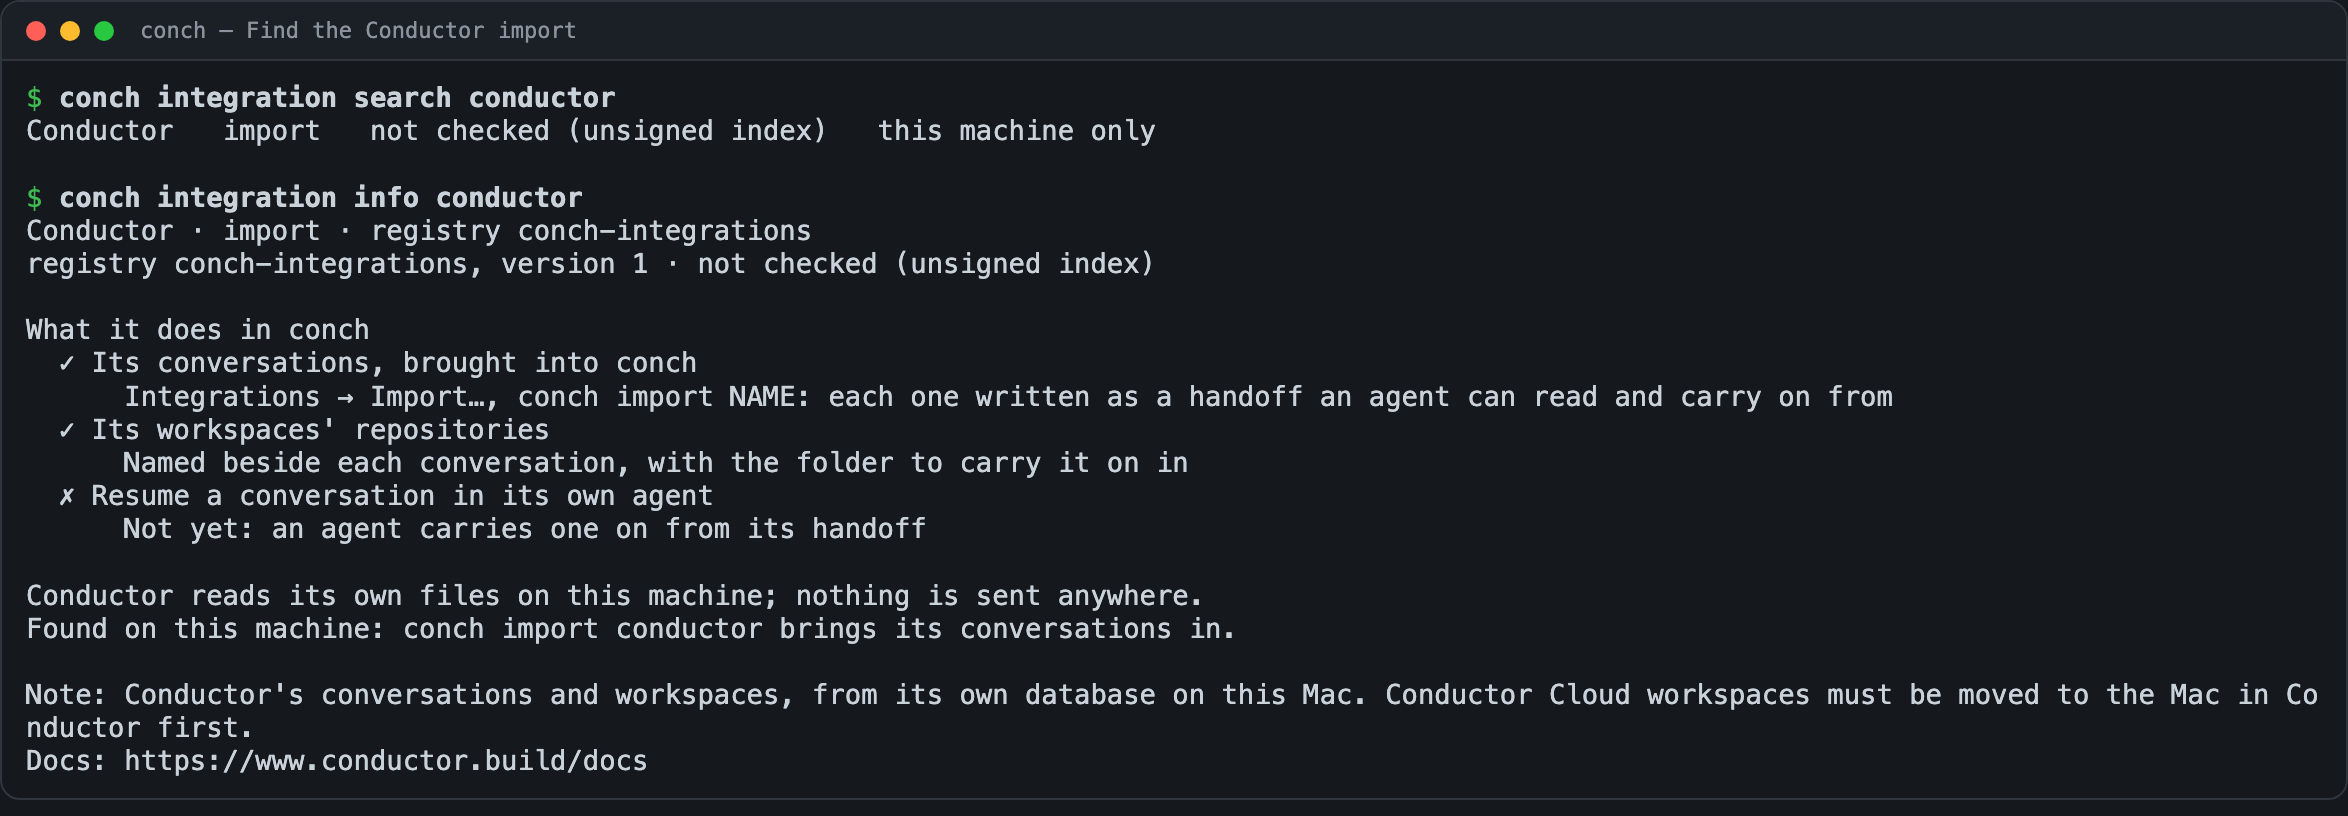 conch — Find the Conductor import
$ conch integration search conductor
Conductor   import   not checked (unsigned index)   this machine only
$ conch integration info conductor
Conductor · import · registry conch-integrations
registry conch-integrations, version 1 · not checked (unsigned index)
What it does in conch
✓ Its conversations, brought into conch
Integrations → Import…, conch import NAME: each one written as a handoff an agent can read and carry on from
✓ Its workspaces' repositories
Named beside each conversation, with the folder to carry it on in
✗ Resume a conversation in its own agent
Not yet: an agent carries one on from its handoff
Conductor reads its own files on this machine; nothing is sent anywhere.
Found on this machine: conch import conductor brings its conversations in.
Note: Conductor's conversations and workspaces, from its own database on this Mac. Conductor Cloud workspaces must be moved to the Mac in Co
nductor first.
Docs: https://www.conductor.build/docs